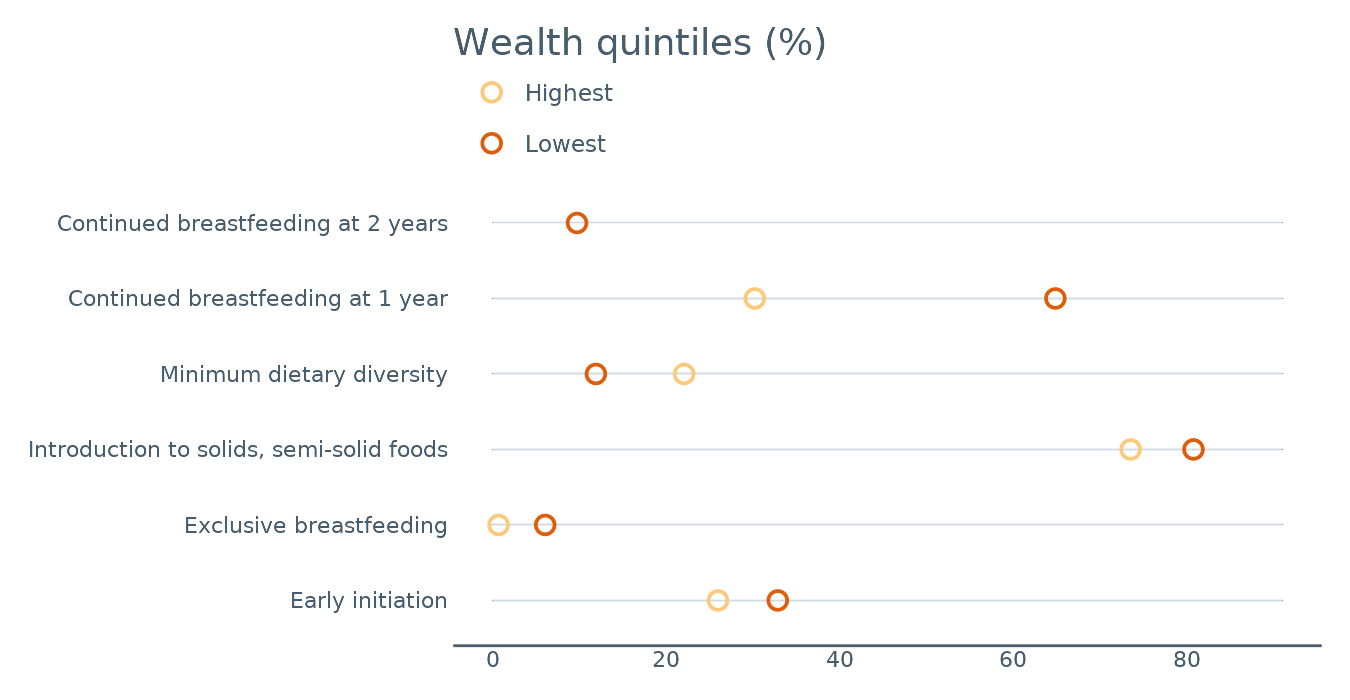 Wealth quintiles (%)
Highest
Lowest
Continued breastfeeding at 2 years
Continued breastfeeding at 1 year
Minimum dietary diversity
Introduction to solids, semi-solid foods
Exclusive breastfeeding
Early initiation
0 20 40 60 80